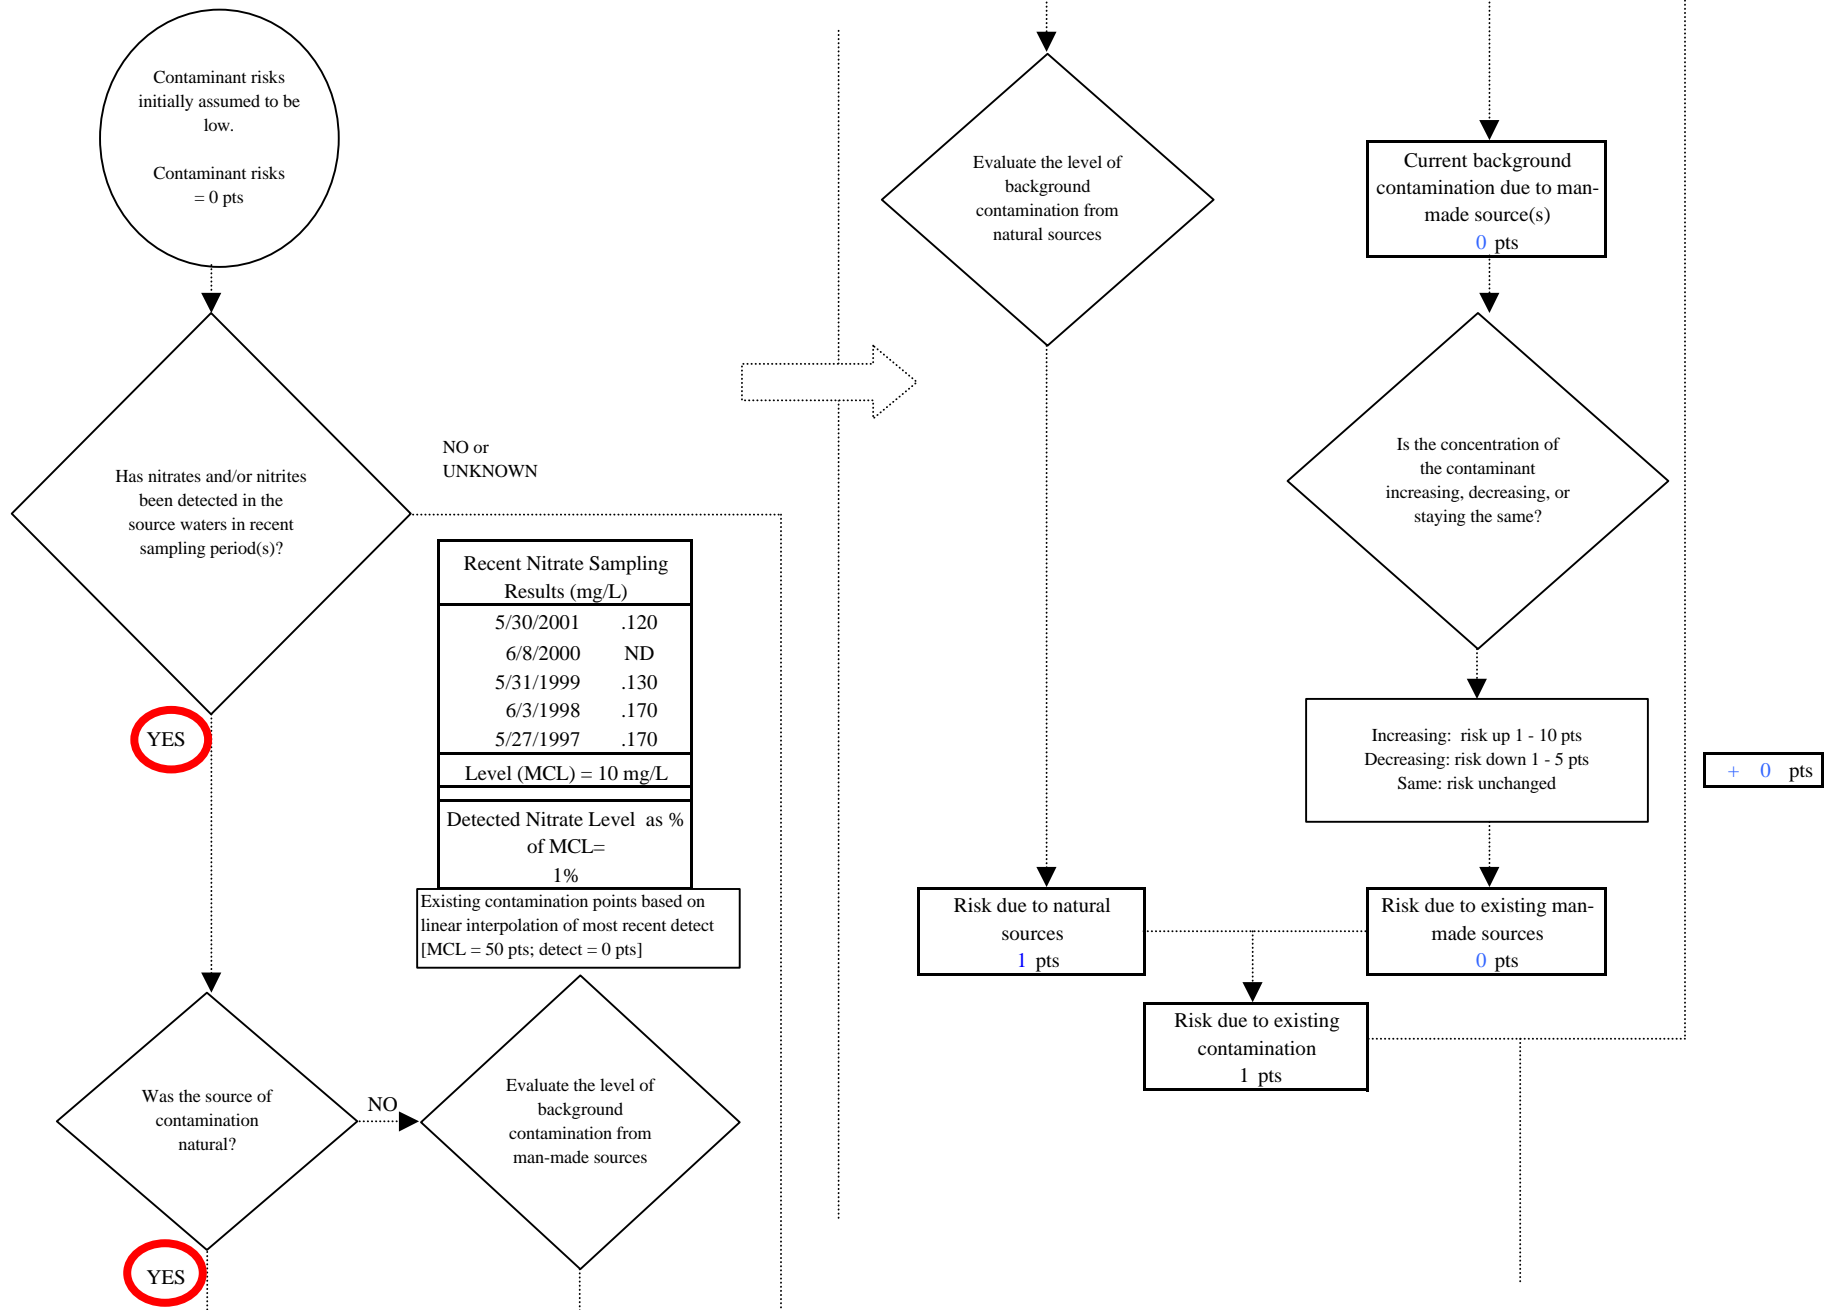 Contaminant risks
initially assumed to be
low.
Contaminant risks
= 0 pts
Has nitrates and/or nitrites
been detected in the
source waters in recent
sampling period(s)?
NO or
UNKNOWN
YES
Recent Nitrate Sampling
Results (mg/L)
5/30/2001 .120
6/8/2000 ND
5/31/1999 .130
6/3/1998 .170
5/27/1997 .170
Level (MCL) = 10 mg/L
Detected Nitrate Level as %
of MCL=
1%
Existing contamination points based on
linear interpolation of most recent detect
[MCL = 50 pts; detect = 0 pts]
Was the source of
contamination
natural?
NO
Evaluate the level of
background
contamination from
man-made sources
YES
Evaluate the level of
background
contamination from
natural sources
Current background
contamination due to man-
made source(s)
0 pts
Is the concentration of
the contaminant
increasing, decreasing, or
staying the same?
Increasing: risk up 1 - 10 pts
Decreasing: risk down 1 - 5 pts
Same: risk unchanged
+ 0 pts
Risk due to natural
sources
1 pts
Risk due to existing man-
made sources
0 pts
Risk due to existing
contamination
1 pts